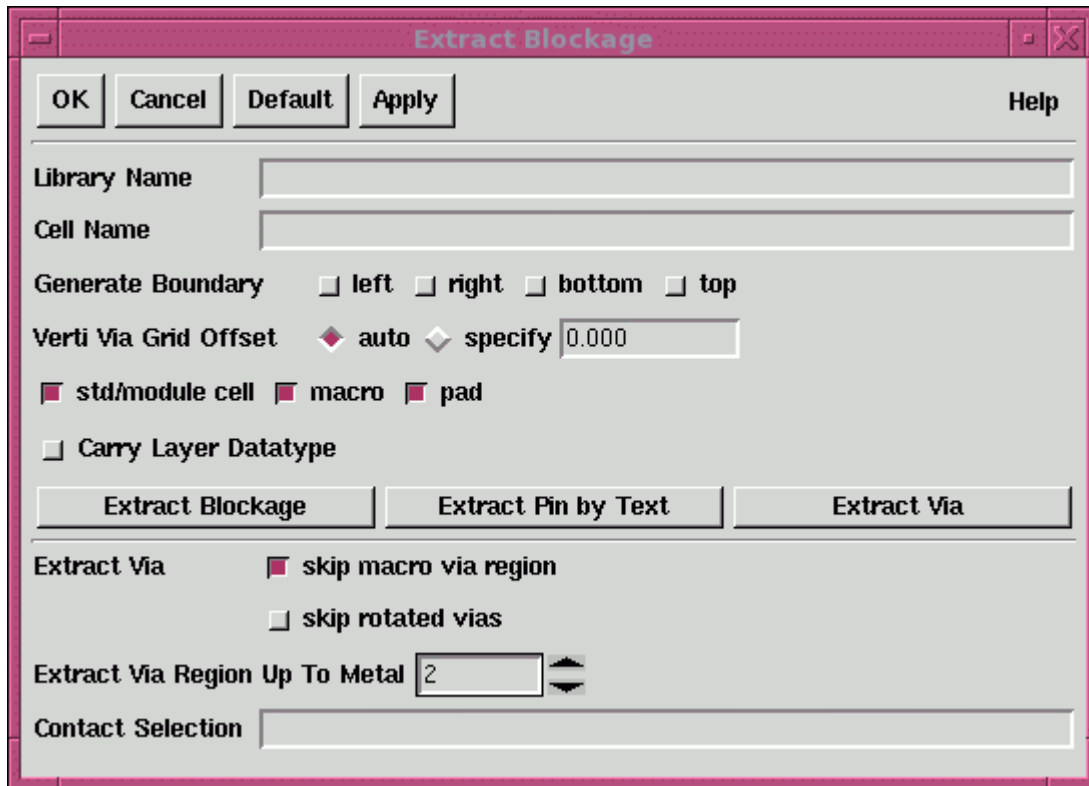 Extract Blockage
OK Cancel Default Apply Help
Library Name
Cell Name
Generate Boundary left right bottom top
Verti Via Grid Offset auto specify 0.000
std/module cell macro pad
Carry Layer Datatype
Extract Blockage Extract Pin by Text Extract Via
Extract Via skip macro via region
skip rotated vias
Extract Via Region Up To Metal 2
Contact Selection